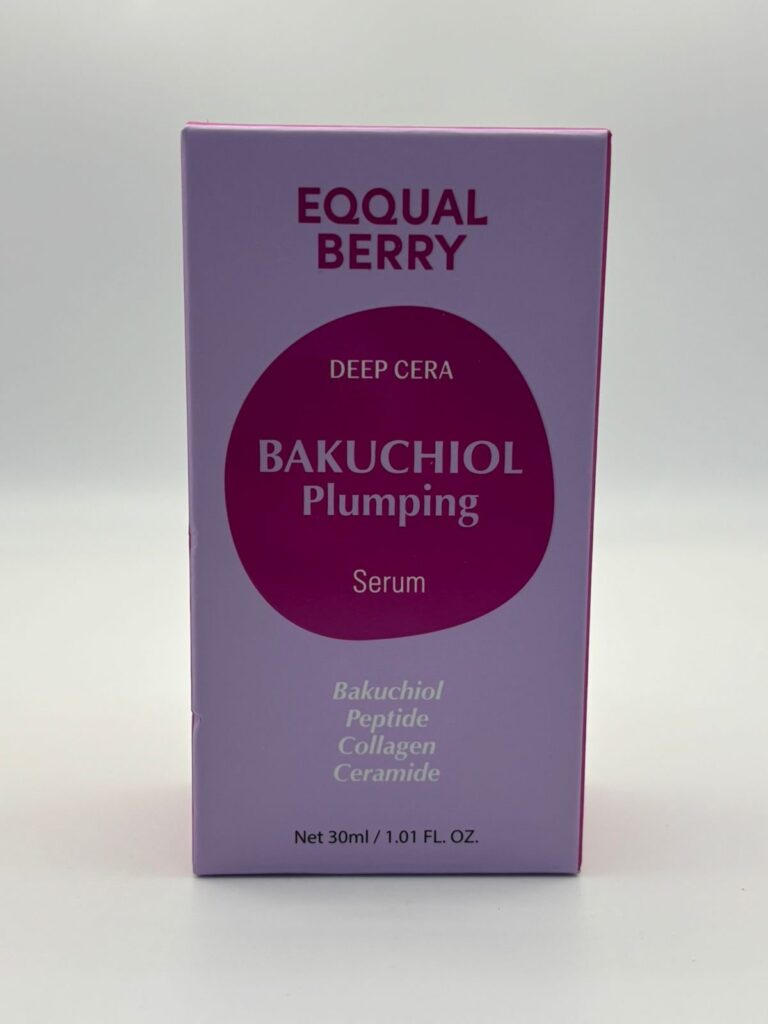 EQQUAL
BERRY
DEEP CERA
BAKUCHIOL
Plumping
Serum
Bakuchiol
Peptide
Collagen
Ceramide
Net 30ml / 1.01 FL. OZ.